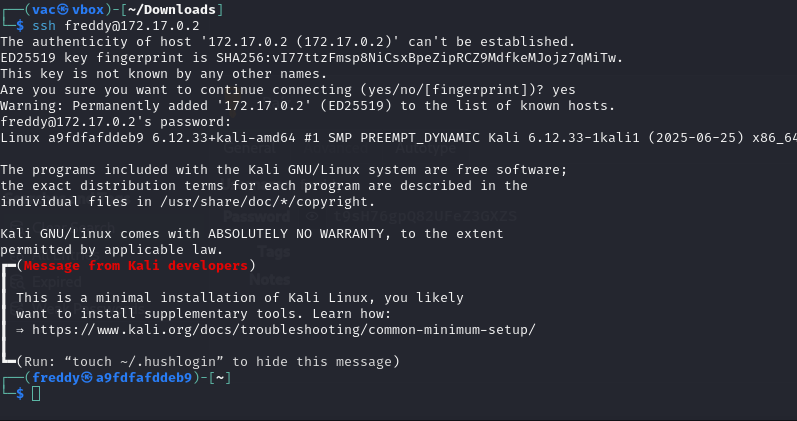 ┌──(vac㉿vbox)-[~/Downloads]
└─$ ssh freddy@172.17.0.2
The authenticity of host '172.17.0.2 (172.17.0.2)' can't be established.
ED25519 key fingerprint is SHA256:vI77ttzFmsp8NiCsxBpeZipRCZ9MdfkeMJojz7qMiTw.
This key is not known by any other names.
Are you sure you want to continue connecting (yes/no/[fingerprint])? yes
Warning: Permanently added '172.17.0.2' (ED25519) to the list of known hosts.
freddy@172.17.0.2's password:
Linux a9fdfafddeb9 6.12.33+kali-amd64 #1 SMP PREEMPT_DYNAMIC Kali 6.12.33-1kali1 (2025-06-25) x86_64
The programs included with the Kali GNU/Linux system are free software;
the exact distribution terms for each program are described in the
individual files in /usr/share/doc/*/copyright.
Password
Kali GNU/Linux comes with ABSOLUTELY NO WARRANTY, to the extent
permitted by applicable law.
Tags
┏━(Message from Kali developers)
Notes
Expired
┃ This is a minimal installation of Kali Linux, you likely
┃ want to install supplementary tools. Learn how:
┃ ⇒ https://www.kali.org/docs/troubleshooting/common-minimum-setup/
┗━(Run: “touch ~/.hushlogin” to hide this message)
┌──(freddy㉿a9fdfafddeb9)-[~]
└─$